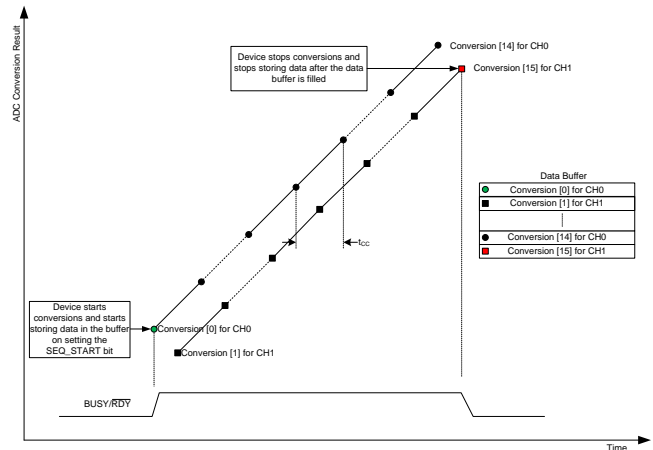 ADC Conversion Result
Device stops conversions and
stops storing data after the data
buffer is filled
Conversion [14] for CH0
Conversion [15] for CH1
Data Buffer
Conversion [0] for CH0
Conversion [1] for CH1
Conversion [14] for CH0
Conversion [15] for CH1
tCC
Device starts
conversions and starts
storing data in the buffer
on setting the
SEQ_START bit
Conversion [0] for CH0
Conversion [1] for CH1
BUSY/RDY
Time